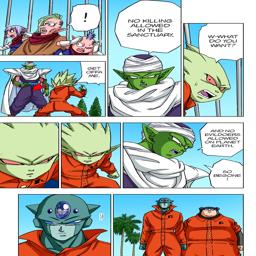 !
NO KILLING
ALLOWED
IN THE
SANCTUARY.
W-WHAT
DO YOU
WANT?
GET
OFFA
ME.
AND NO
EVILDOERS
ALLOWED
ON PLANET
EARTH.
SO
BEGONE
!